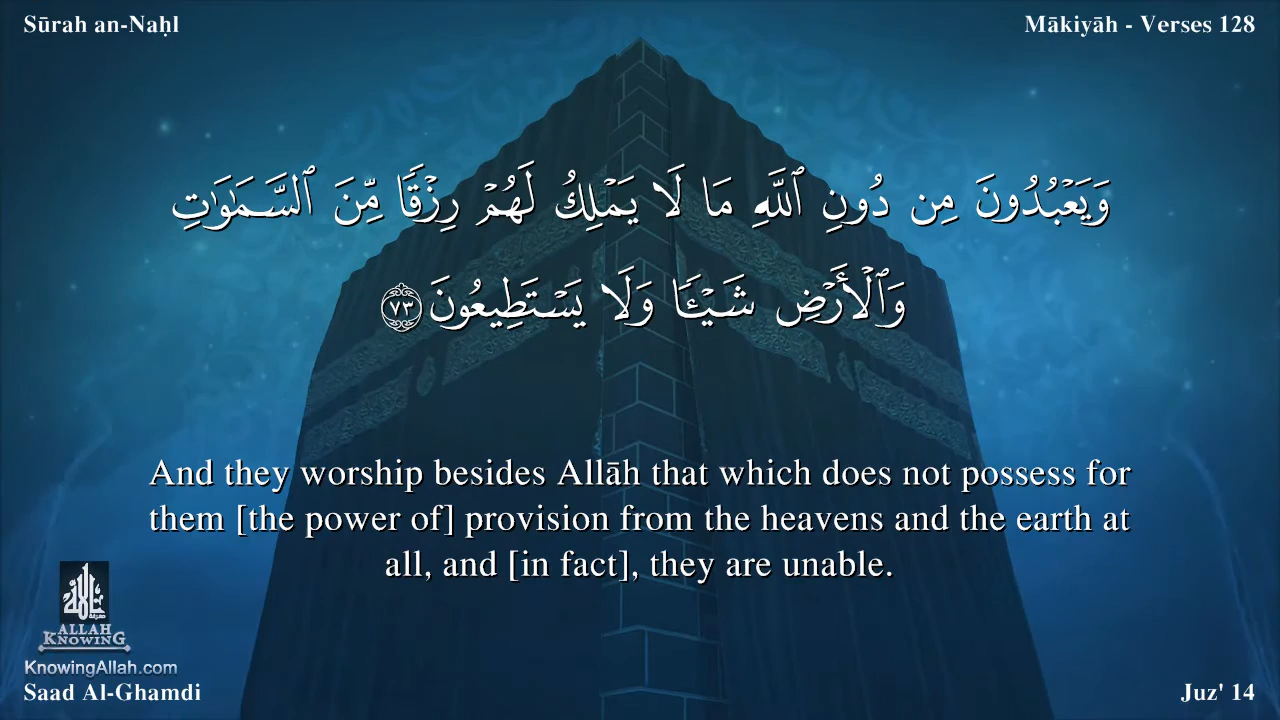 Sūrah an-Naḥl
Mākiyāh - Verses 128
وَيَعْبُدُونَ مِن دُونِ ٱللَّهِ مَا لَا يَمْلِكُ لَهُمْ رِزْقًا مِّنَ ٱلسَّمَـٰوَٰتِ
وَٱلْأَرْضِ شَيْـًٔا وَلَا يَسْتَطِيعُونَ ٧٣
And they worship besides Allāh that which does not possess for
them [the power of] provision from the heavens and the earth at
all, and [in fact], they are unable.
ALLAH
KNOWING
KnowingAllah.com
Saad Al-Ghamdi
Juz' 14